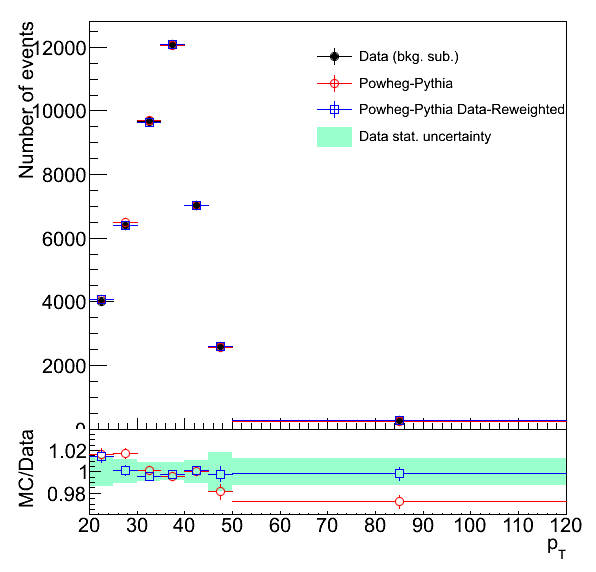 Number of events
12000
10000
8000
6000
4000
2000
0
Data (bkg. sub.)
Powheg-Pythia
Powheg-Pythia Data-Reweighted
Data stat. uncertainty
MC/Data
1.02
1
0.98
20 30 40 50 60 70 80 90 100 110 120
pT